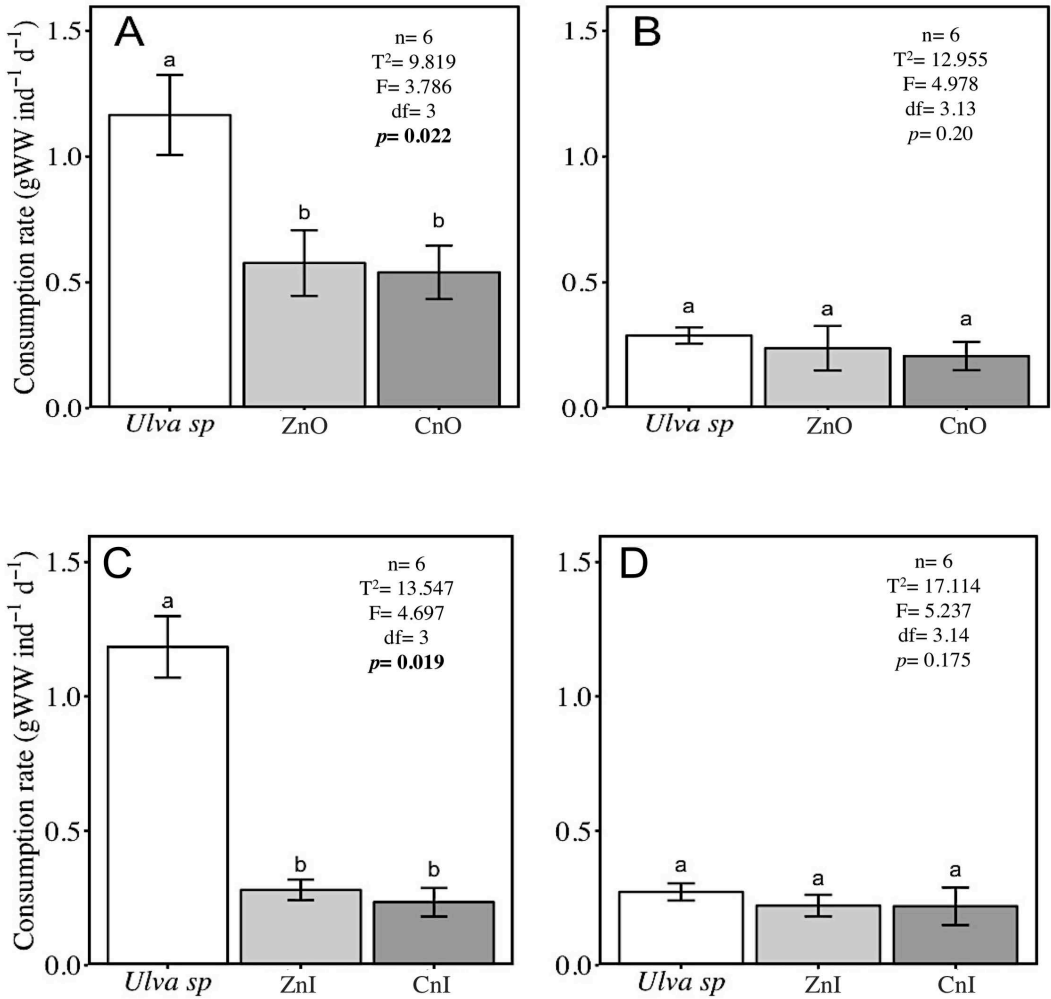 A
n= 6
T²= 9.819
F= 3.786
df= 3
p= 0.022
Consumption rate (gWW ind⁻¹ d⁻¹)
1.5
1.0
0.5
0.0
a
b
b
Ulva sp ZnO CnO
B
n= 6
T²= 12.955
F= 4.978
df= 3.13
p= 0.20
1.5
1.0
0.5
0.0
a
a
a
Ulva sp ZnO CnO
C
n= 6
T²= 13.547
F= 4.697
df= 3
p= 0.019
Consumption rate (gWW ind⁻¹ d⁻¹)
1.5
1.0
0.5
0.0
a
b
b
Ulva sp ZnI CnI
D
n= 6
T²= 17.114
F= 5.237
df= 3.14
p= 0.175
1.5
1.0
0.5
0.0
a
a
a
Ulva sp ZnI CnI